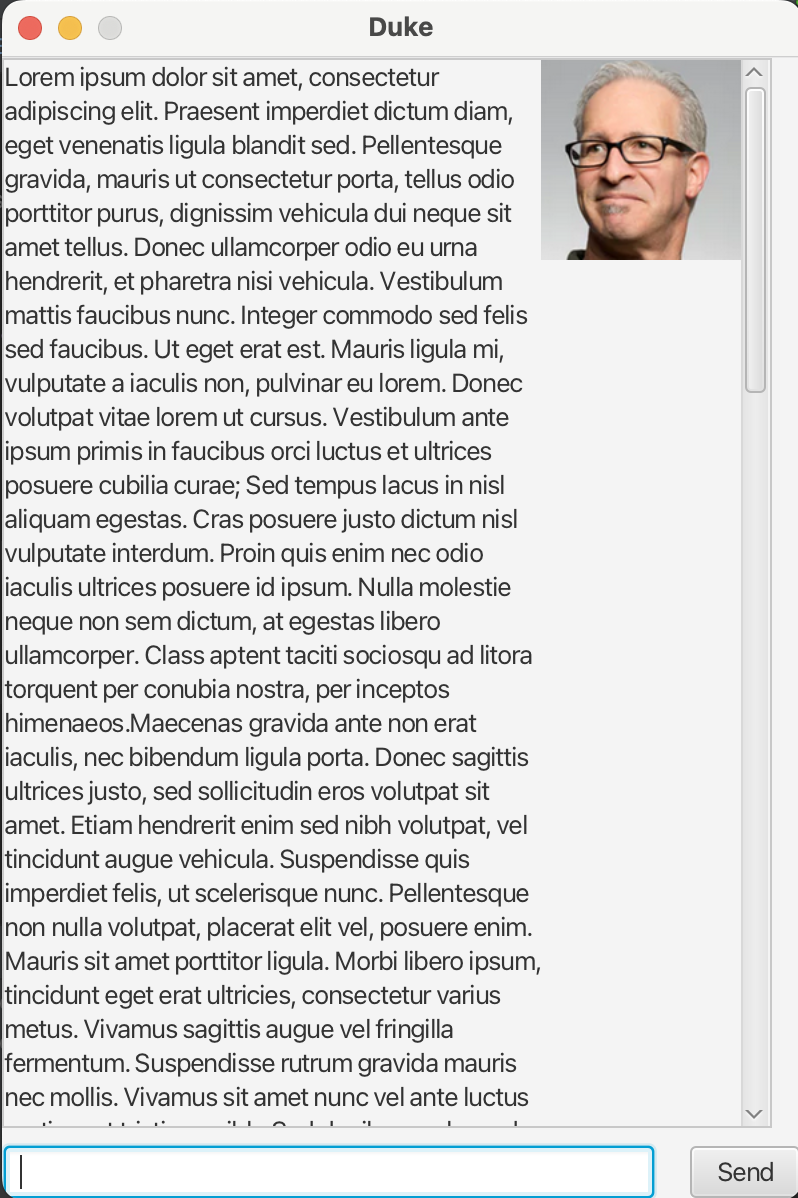 Duke
Lorem ipsum dolor sit amet, consectetur
adipiscing elit. Praesent imperdiet dictum diam,
eget venenatis ligula blandit sed. Pellentesque
gravida, mauris ut consectetur porta, tellus odio
porttitor purus, dignissim vehicula dui neque sit
amet tellus. Donec ullamcorper odio eu urna
hendrerit, et pharetra nisi vehicula. Vestibulum
mattis faucibus nunc. Integer commodo sed felis
sed faucibus. Ut eget erat est. Mauris ligula mi,
vulputate a iaculis non, pulvinar eu lorem. Donec
volutpat vitae lorem ut cursus. Vestibulum ante
ipsum primis in faucibus orci luctus et ultrices
posuere cubilia curae; Sed tempus lacus in nisl
aliquam egestas. Cras posuere justo dictum nisl
vulputate interdum. Proin quis enim nec odio
iaculis ultrices posuere id ipsum. Nulla molestie
neque non sem dictum, at egestas libero
ullamcorper. Class aptent taciti sociosqu ad litora
torquent per conubia nostra, per inceptos
himenaeos.Maecenas gravida ante non erat
iaculis, nec bibendum ligula porta. Donec sagittis
ultrices justo, sed sollicitudin eros volutpat sit
amet. Etiam hendrerit enim sed nibh volutpat, vel
tincidunt augue vehicula. Suspendisse quis
imperdiet felis, ut scelerisque nunc. Pellentesque
non nulla volutpat, placerat elit vel, posuere enim.
Mauris sit amet porttitor ligula. Morbi libero ipsum,
tincidunt eget erat ultricies, consectetur varius
metus. Vivamus sagittis augue vel fringilla
fermentum. Suspendisse rutrum gravida mauris
nec mollis. Vivamus sit amet nunc vel ante luctus
Send